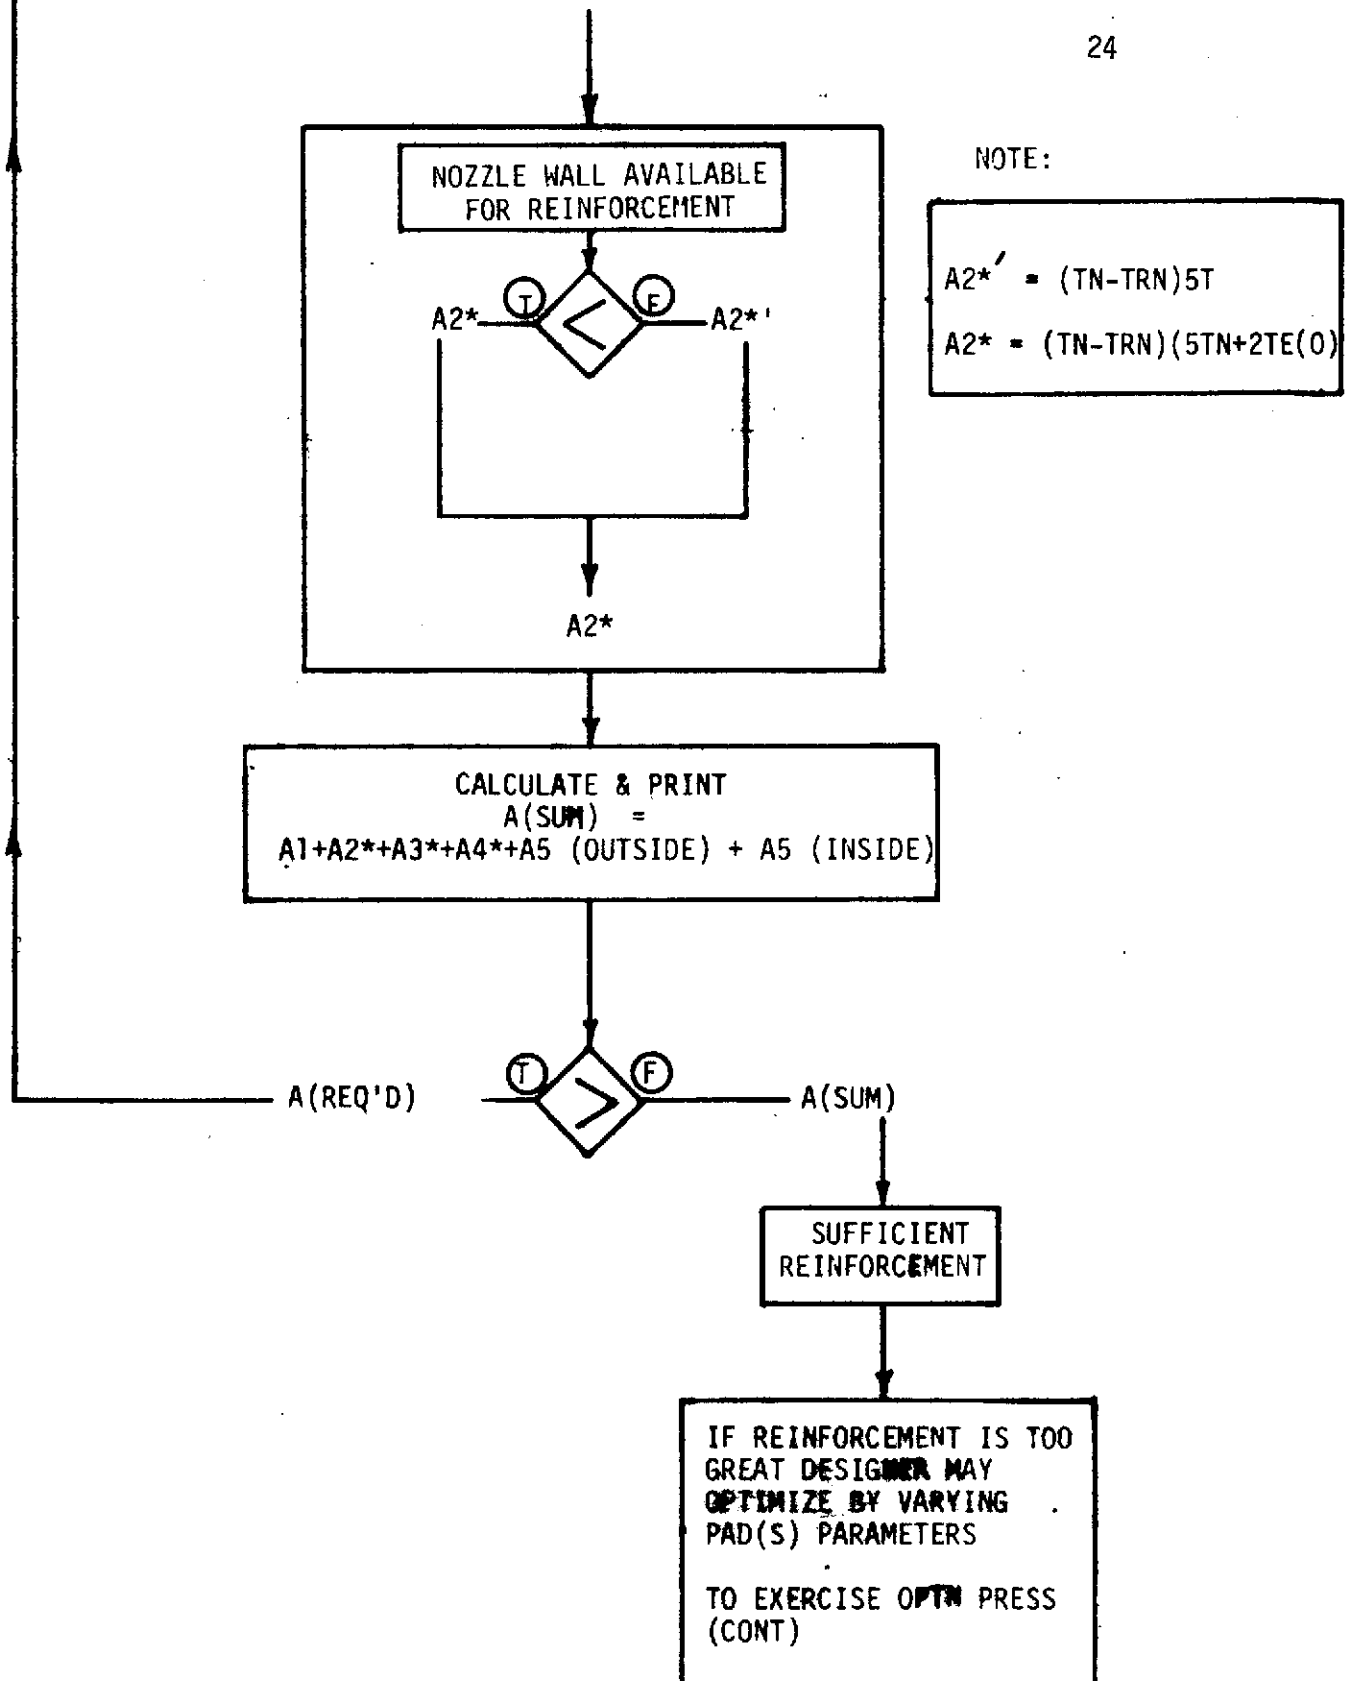 24
NOZZLE WALL AVAILABLE
FOR REINFORCEMENT
NOTE:
A2*′ = (TN-TRN)5T
A2* = (TN-TRN)(5TN+2TE(0)
T
F
A2*
<
A2*'
A2*
CALCULATE & PRINT
A(SUM) =
A1+A2*+A3*+A4*+A5 (OUTSIDE) + A5 (INSIDE)
T
F
A(REQ'D)
>
A(SUM)
SUFFICIENT
REINFORCEMENT
IF REINFORCEMENT IS TOO
GREAT DESIGNER MAY
OPTIMIZE BY VARYING
PAD(S) PARAMETERS
TO EXERCISE OPTN PRESS
(CONT)